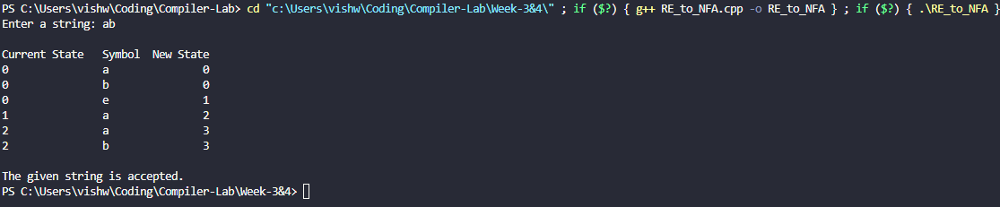 PS C:\Users\vishw\Coding\Compiler-Lab> cd "c:\Users\vishw\Coding\Compiler-Lab\Week-3&4\" ; if ($?) { g++ RE_to_NFA.cpp -o RE_to_NFA } ; if ($?) { .\RE_to_NFA }
Enter a string: ab
Current State Symbol New State
0 a 0
0 b 0
0 e 1
1 a 2
2 a 3
2 b 3
The given string is accepted.
PS C:\Users\vishw\Coding\Compiler-Lab\Week-3&4>